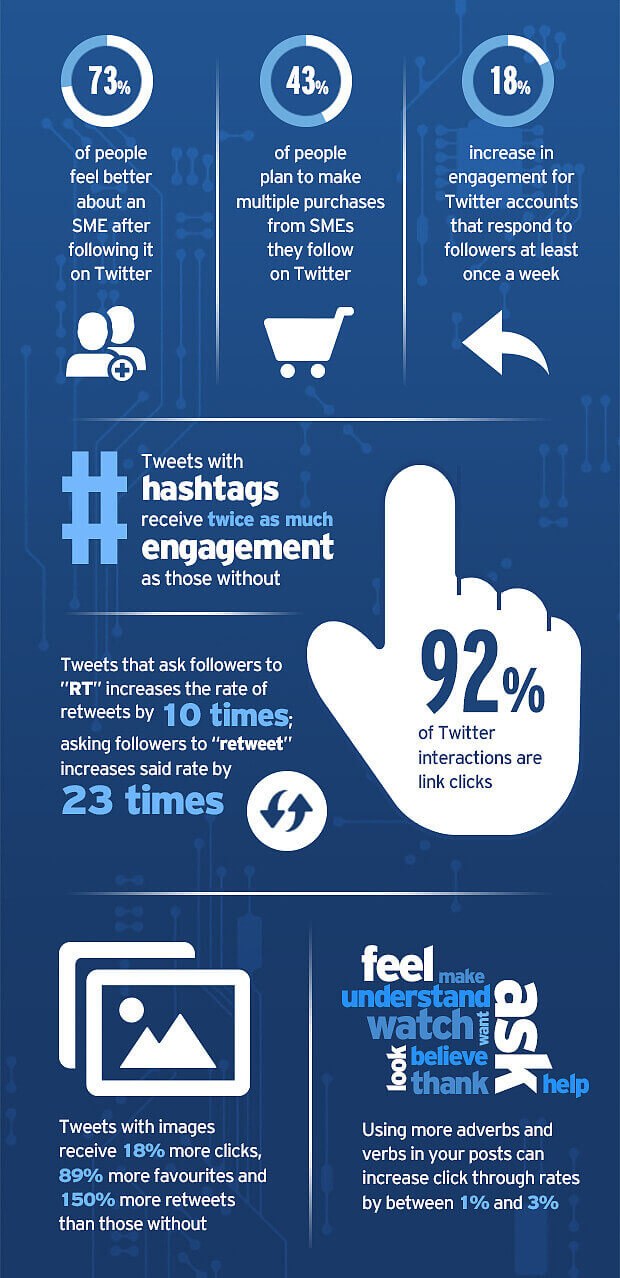 73%
of people
feel better
about an
SME after
following it
on Twitter
43%
of people
plan to make
multiple purchases
from SMEs
they follow
on Twitter
18%
increase in
engagement for
Twitter accounts
that respond to
followers at least
once a week
#
Tweets with
hashtags
receive twice as much
engagement
as those without
Tweets that ask followers to
"RT" increases the rate of
retweets by 10 times;
asking followers to "retweet"
increases said rate by
23 times
92%
of Twitter
interactions are
link clicks
Tweets with images
receive 18% more clicks,
89% more favourites and
150% more retweets
than those without
feel
make
understand
watch
want
ask
look
believe
thank
help
Using more adverbs and
verbs in your posts can
increase click through rates
by between 1% and 3%